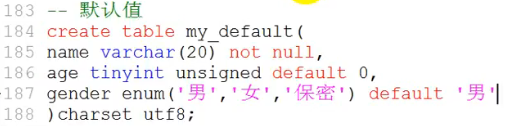 183 -- 默认值
184 create table my_default(
185 name varchar(20) not null,
186 age tinyint unsigned default 0,
187 gender enum('男','女','保密') default '男'
188 )charset utf8;